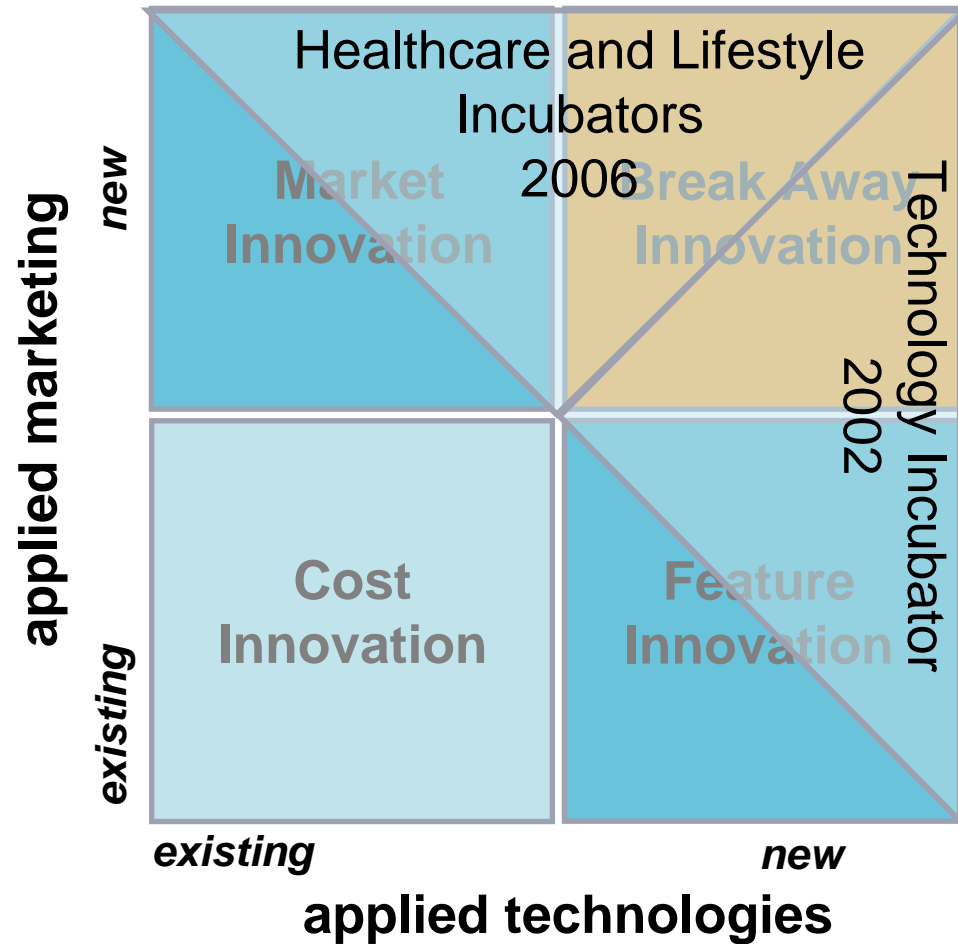 Healthcare and Lifestyle
Incubators
2006
Market
Innovation
Break Away
Innovation
Technology Incubator
2002
Cost
Innovation
Feature
Innovation
applied marketing
new
existing
existing
new
applied technologies